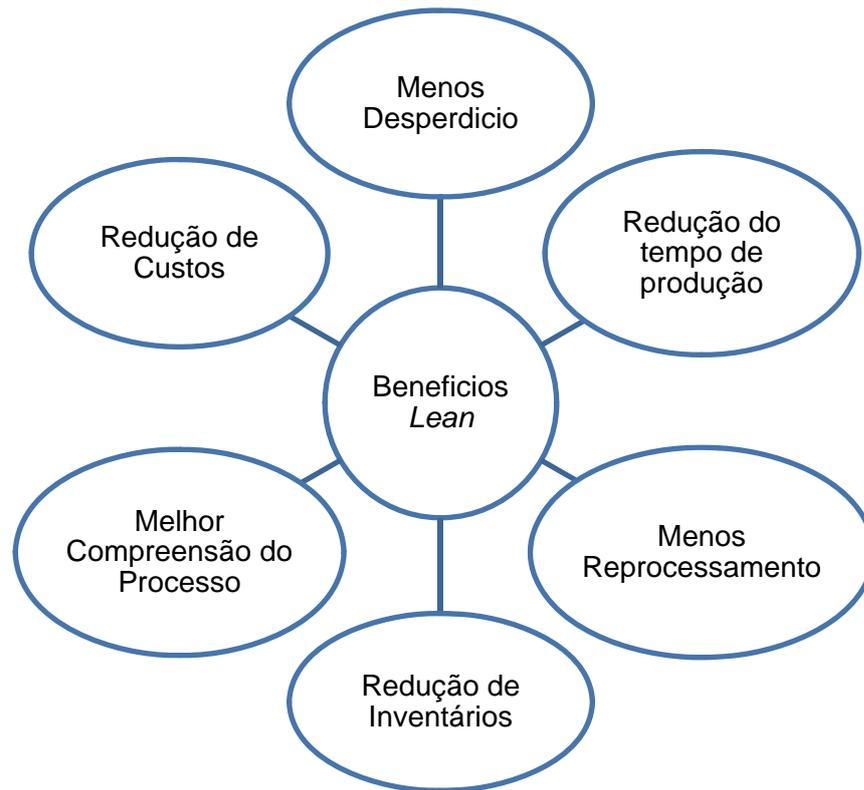 Menos
Desperdicio
Redução de
Custos
Redução do
tempo de
produção
Beneficios
Lean
Melhor
Compreensão do
Processo
Menos
Reprocessamento
Redução de
Inventários